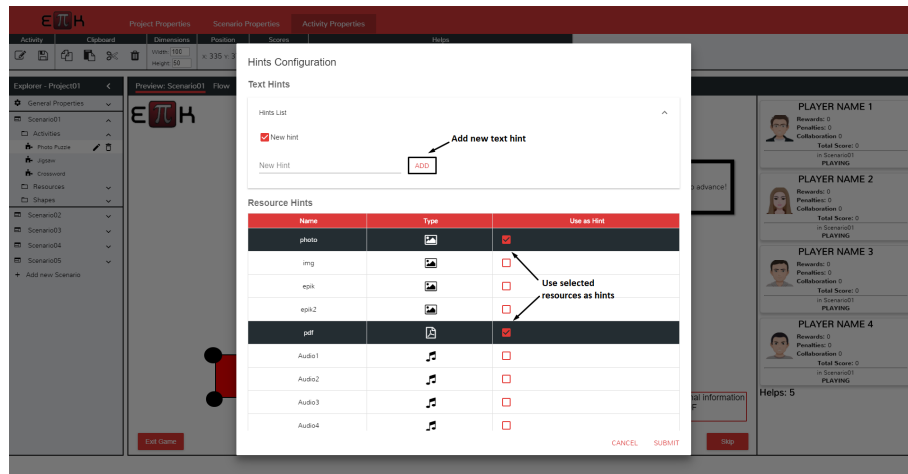 EπK
Project Properties Scenario Properties Activity Properties
Activity Clipboard Dimensions Position Scores Helps
Width: 100
Height: 50
x: 335 y: 3
Explorer - Project01
Preview: Scenario01 Flow
General Properties
Scenario01
Activities
Photo Puzzle
Jigsaw
Crossword
Resources
Shapes
Scenario02
Scenario03
Scenario04
Scenario05
+ Add new Scenario
EπK
Exit Game
Hints Configuration
Text Hints
Hints List
New hint
Add new text hint
New Hint
ADD
Resource Hints
Name Type Use as Hint
photo
img
epik
Use selected
resources as hints
epik2
pdf
Audio1
Audio2
Audio3
Audio4
CANCEL SUBMIT
o advance!
nal information
F
Skip
PLAYER NAME 1
Rewards: 0
Penalties: 0
Collaboration 0
Total Score: 0
in Scenario01
PLAYING
PLAYER NAME 2
Rewards: 0
Penalties: 0
Collaboration 0
Total Score: 0
in Scenario01
PLAYING
PLAYER NAME 3
Rewards: 0
Penalties: 0
Collaboration 0
Total Score: 0
in Scenario01
PLAYING
PLAYER NAME 4
Rewards: 0
Penalties: 0
Collaboration 0
Total Score: 0
in Scenario01
PLAYING
Helps: 5